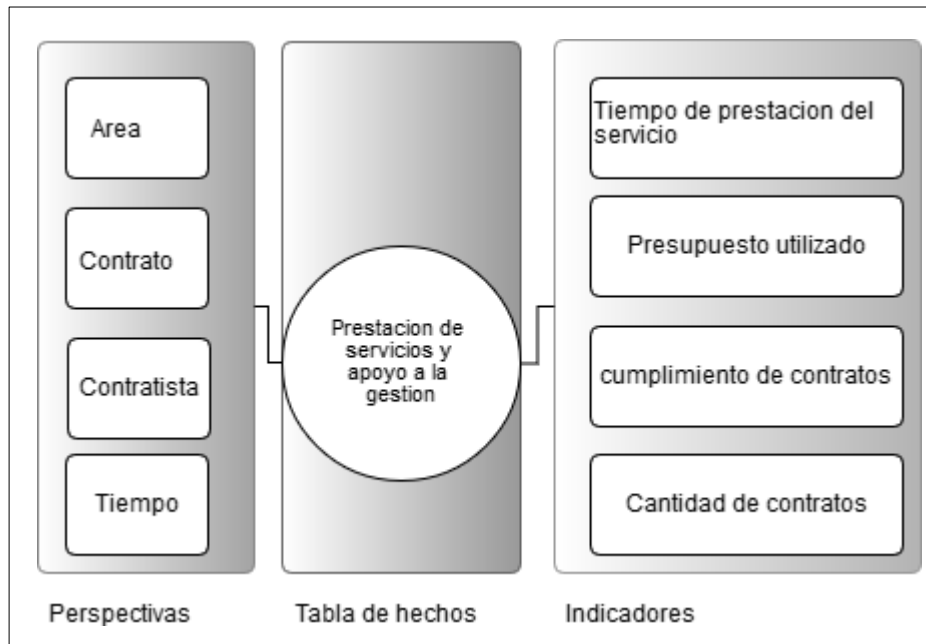 Area
Contrato
Contratista
Tiempo
Perspectivas
Prestacion de
servicios y
apoyo a la
gestion
Tabla de hechos
Tiempo de prestacion del
servicio
Presupuesto utilizado
cumplimiento de contratos
Cantidad de contratos
Indicadores